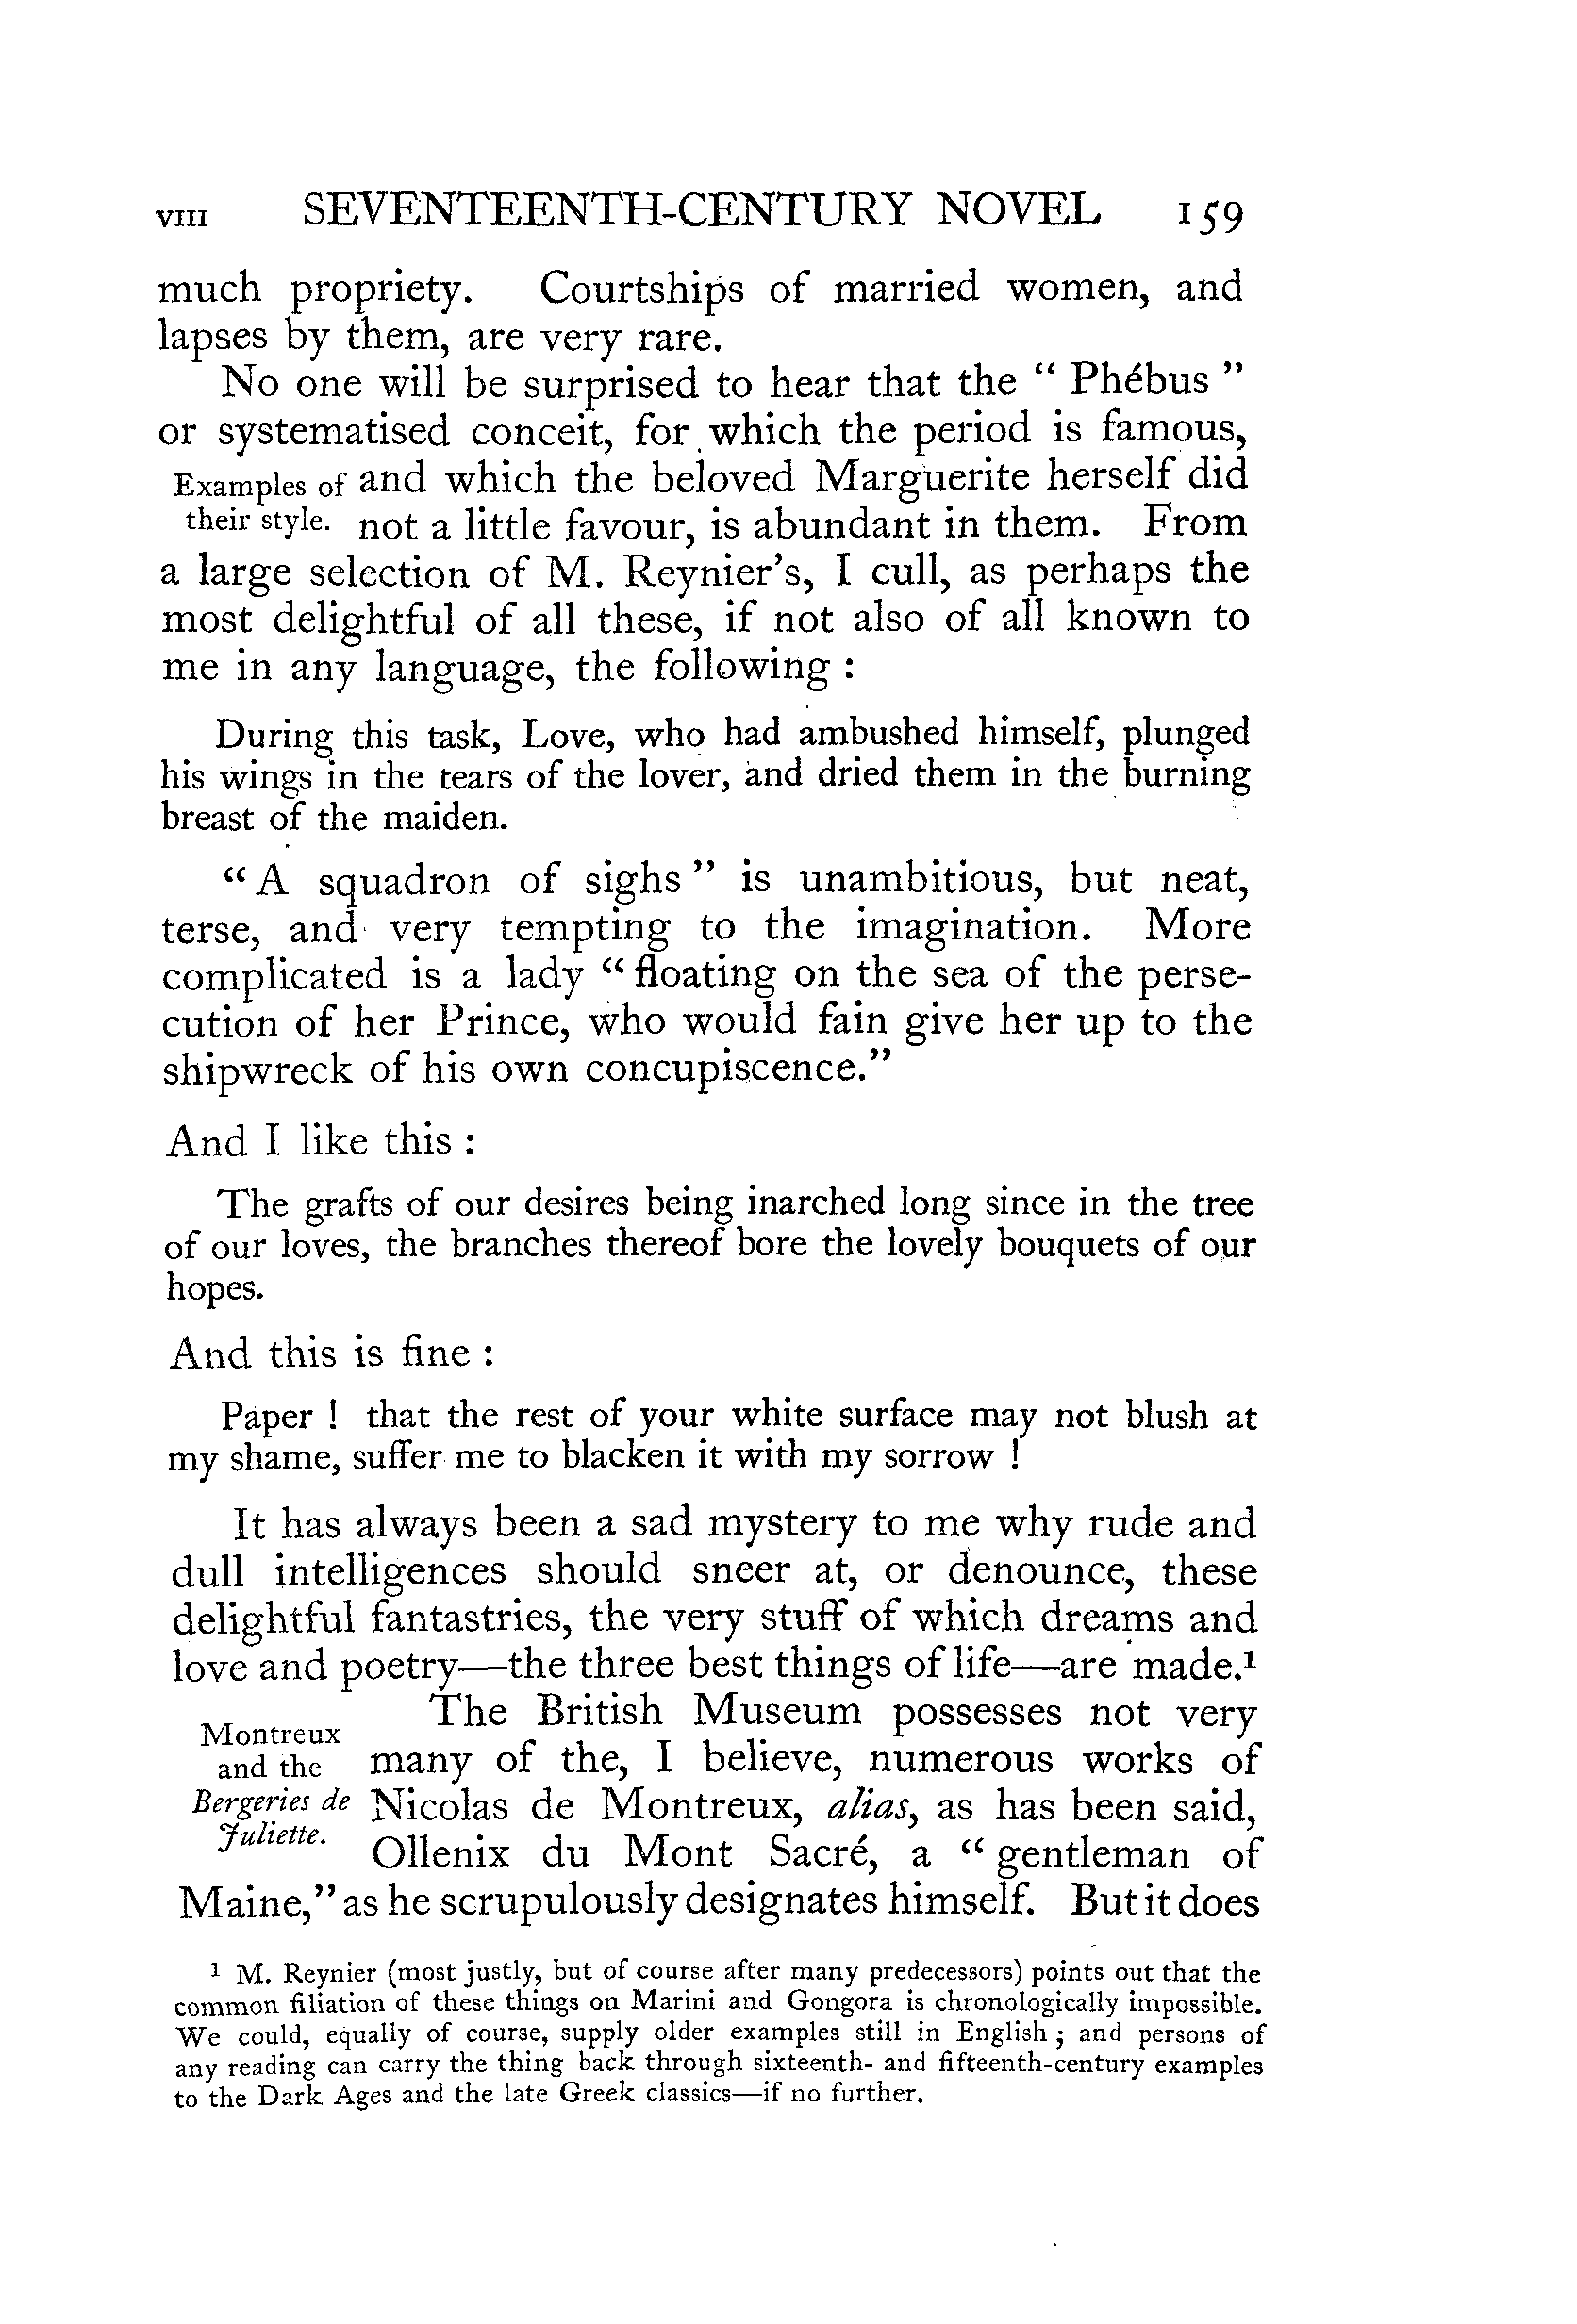 VIII SEVENTEENTH-CENTURY NOVEL 159
much propriety. Courtships of married women, and
lapses by them, are very rare.
No one will be surprised to hear that the “ Phébus ”
or systematised conceit, for which the period is famous,
Examples of and which the beloved Marguerite herself did
their style. not a little favour, is abundant in them. From
a large selection of M. Reynier’s, I cull, as perhaps the
most delightful of all these, if not also of all known to
me in any language, the following :
During this task, Love, who had ambushed himself, plunged
his wings in the tears of the lover, and dried them in the burning
breast of the maiden.
“ A squadron of sighs ” is unambitious, but neat,
terse, and very tempting to the imagination. More
complicated is a lady “ floating on the sea of the perse-
cution of her Prince, who would fain give her up to the
shipwreck of his own concupiscence.”
And I like this :
The grafts of our desires being inarched long since in the tree
of our loves, the branches thereof bore the lovely bouquets of our
hopes.
And this is fine :
Paper ! that the rest of your white surface may not blush at
my shame, suffer me to blacken it with my sorrow !
It has always been a sad mystery to me why rude and
dull intelligences should sneer at, or denounce, these
delightful fantastries, the very stuff of which dreams and
love and poetry—the three best things of life—are made.¹
The British Museum possesses not very
Montreux
and the many of the, I believe, numerous works of
Bergeries de Nicolas de Montreux, alias, as has been said,
Juliette. Ollenix du Mont Sacré, a “ gentleman of
Maine,” as he scrupulously designates himself. But it does
¹ M. Reynier (most justly, but of course after many predecessors) points out that the
common filiation of these things on Marini and Gongora is chronologically impossible.
We could, equally of course, supply older examples still in English ; and persons of
any reading can carry the thing back through sixteenth- and fifteenth-century examples
to the Dark Ages and the late Greek classics—if no further.